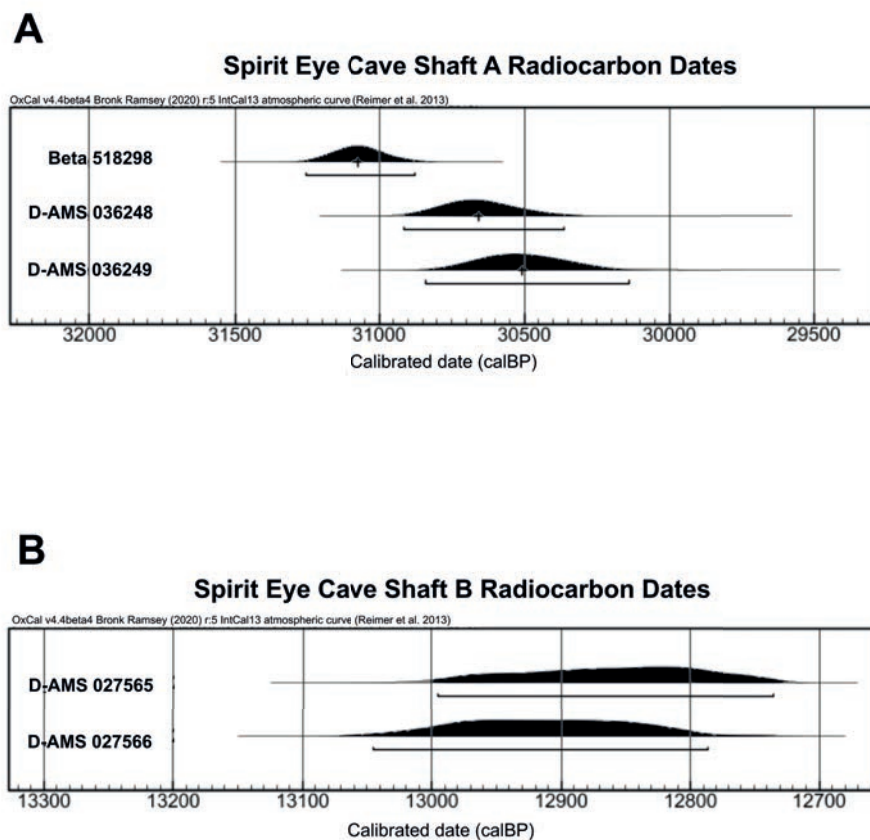 A
Spirit Eye Cave Shaft A Radiocarbon Dates
OxCal v4.4beta4 Bronk Ramsey (2020) r:5 IntCal13 atmospheric curve (Reimer et al. 2013)
Beta 518298
D-AMS 036248
D-AMS 036249
32000 31500 31000 30500 30000 29500
Calibrated date (calBP)
B
Spirit Eye Cave Shaft B Radiocarbon Dates
OxCal v4.4beta4 Bronk Ramsey (2020) r:5 IntCal13 atmospheric curve (Reimer et al. 2013)
D-AMS 027565
D-AMS 027566
13300 13200 13100 13000 12900 12800 12700
Calibrated date (calBP)